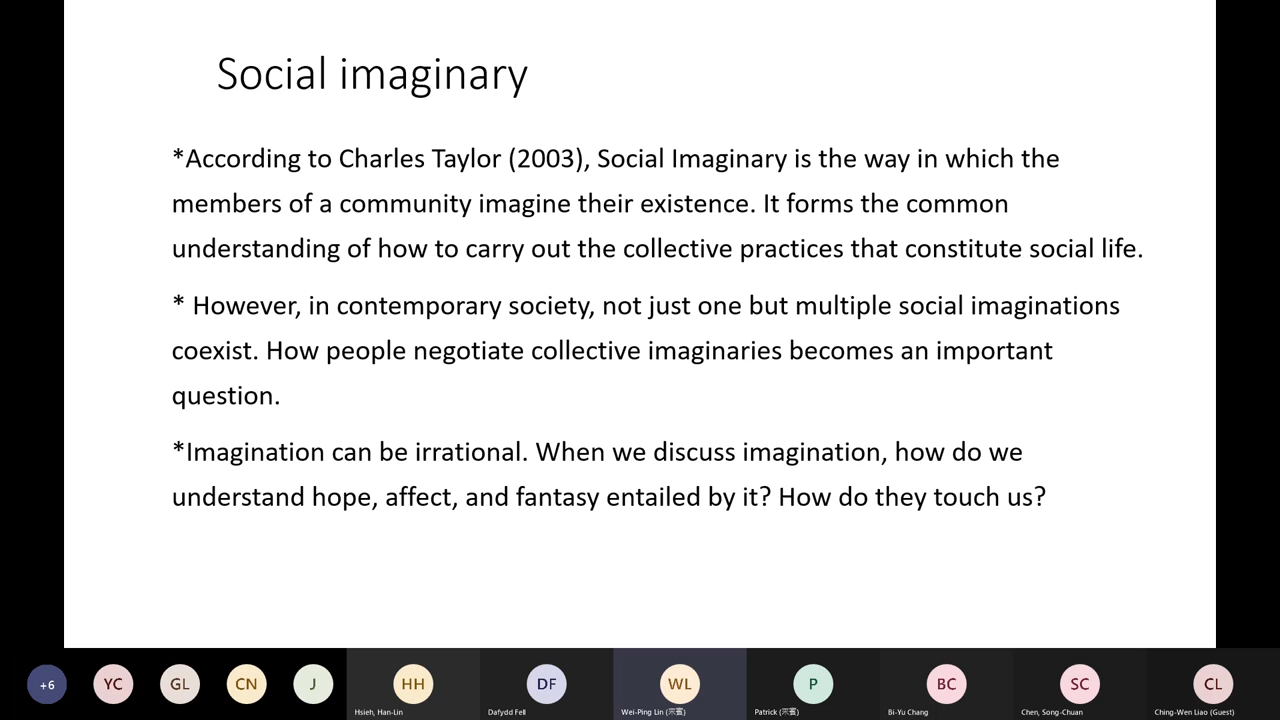 Social imaginary
*According to Charles Taylor (2003), Social Imaginary is the way in which the
members of a community imagine their existence. It forms the common
understanding of how to carry out the collective practices that constitute social life.
* However, in contemporary society, not just one but multiple social imaginations
coexist. How people negotiate collective imaginaries becomes an important
question.
*Imagination can be irrational. When we discuss imagination, how do we
understand hope, affect, and fantasy entailed by it? How do they touch us?
+6 YC GL CN J HH DF WL P BC SC CL
Hsieh, Han-Lin Dafydd Fell Wei-Ping Lin Patrick Bi-Yu Chang Chen, Song-Chuan Ching-Wen Liao (Guest)